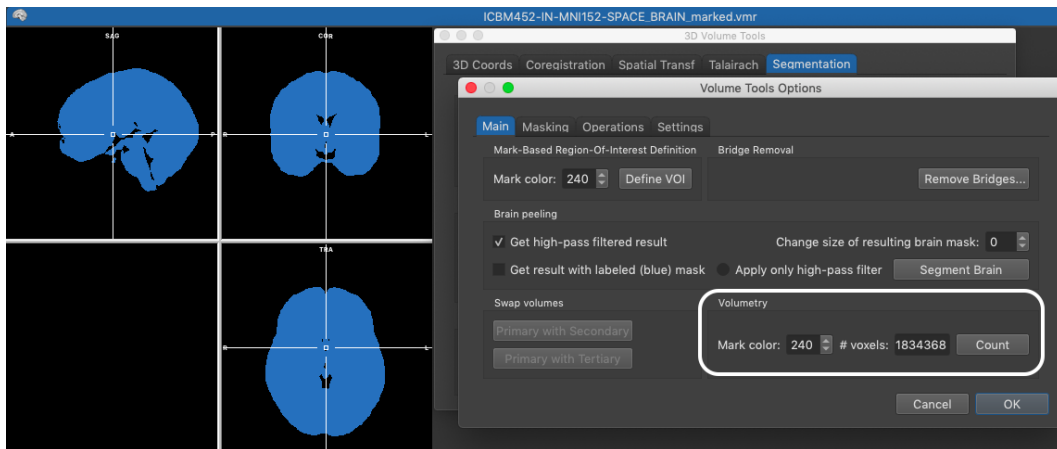 ICBM452-IN-MNI152-SPACE_BRAIN_marked.vmr
SAG
COR
A
P
R
L
TRA
R
L
3D Volume Tools
3D Coords Coregistration Spatial Transf Talairach Segmentation
Volume Tools Options
Main Masking Operations Settings
Mark-Based Region-Of-Interest Definition
Mark color: 240 Define VOI
Bridge Removal
Remove Bridges...
Brain peeling
Get high-pass filtered result Change size of resulting brain mask: 0
Get result with labeled (blue) mask Apply only high-pass filter Segment Brain
Swap volumes
Primary with Secondary
Primary with Tertiary
Volumetry
Mark color: 240 # voxels: 1834368 Count
Cancel OK